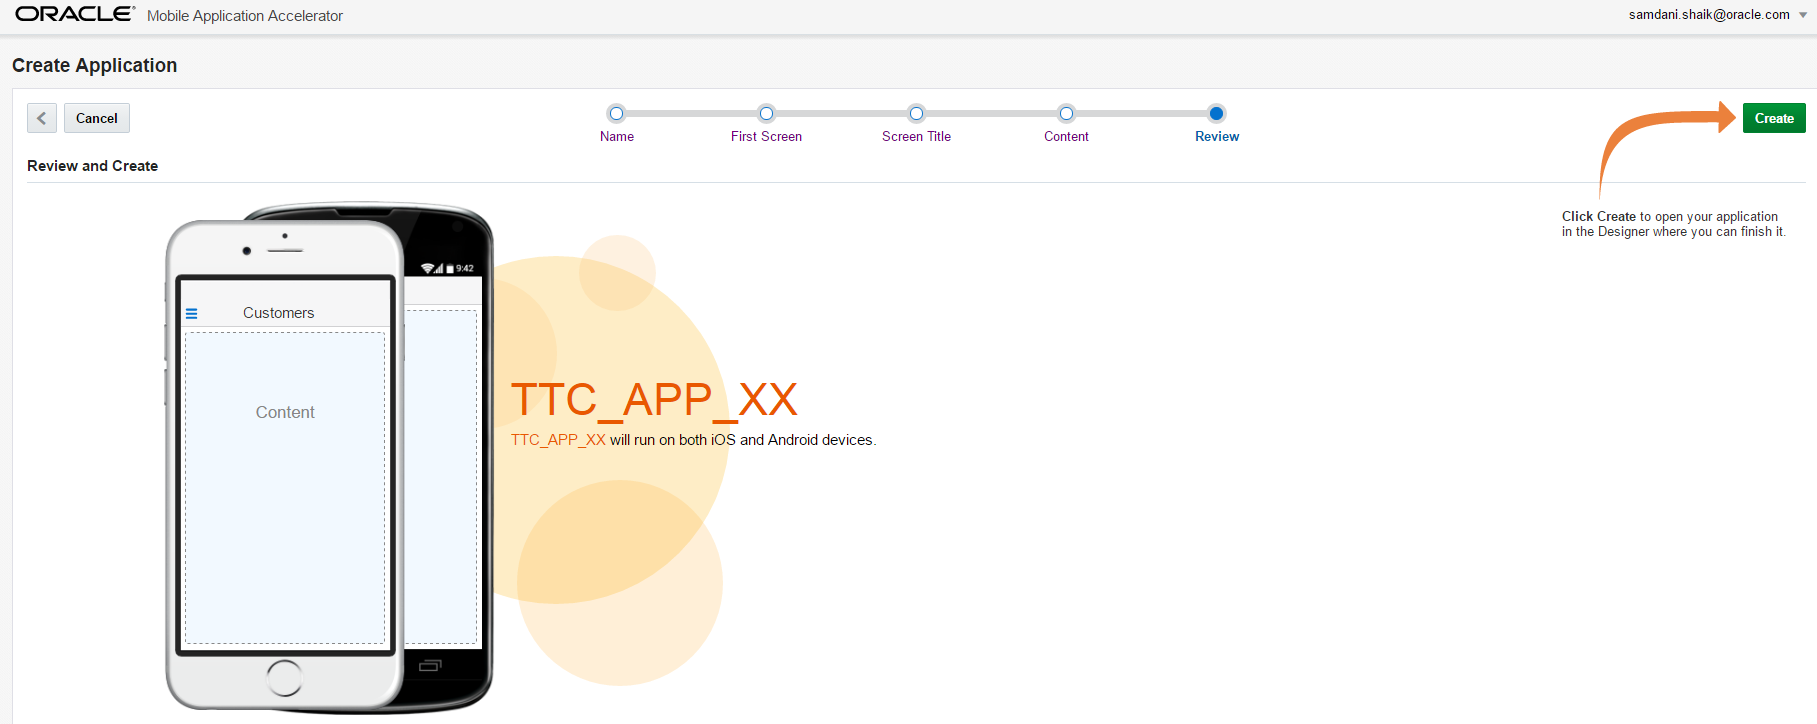 ORACLE® Mobile Application Accelerator
samdani.shaik@oracle.com
Create Application
Cancel
Name
First Screen
Screen Title
Content
Review
Create
Review and Create
Click Create to open your application
in the Designer where you can finish it.
9:42
Customers
Content
TTC_APP_XX
TTC_APP_XX will run on both iOS and Android devices.